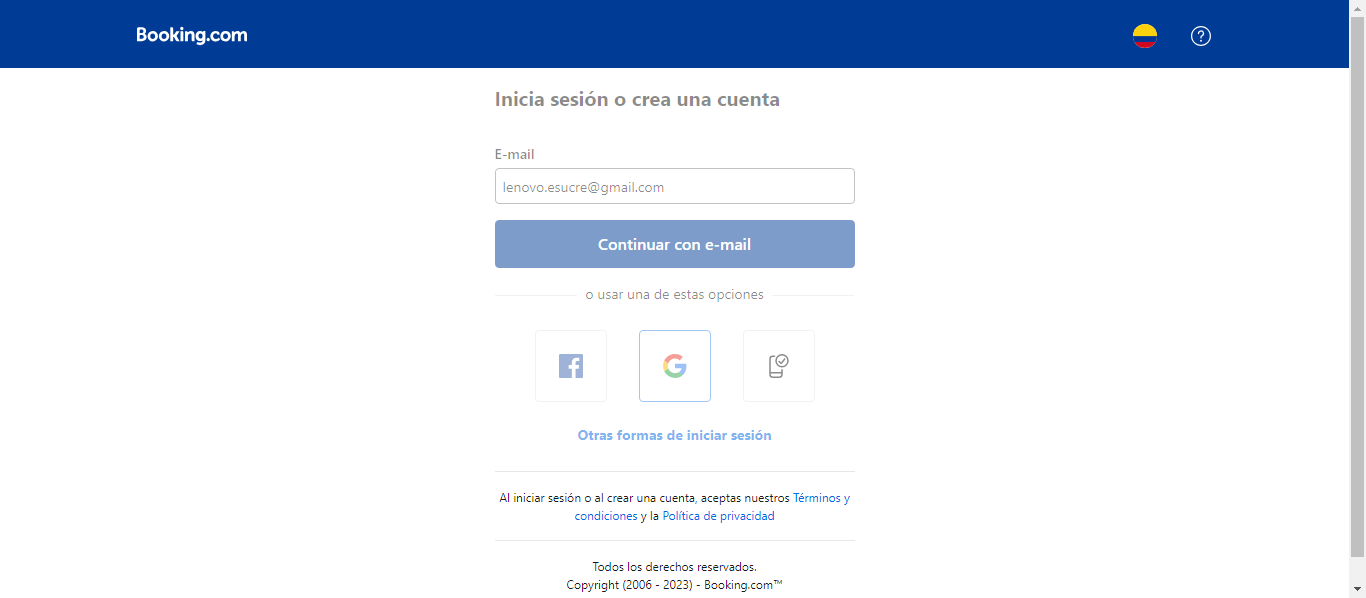 Booking.com
Inicia sesión o crea una cuenta
E-mail
lenovo.esucre@gmail.com
Continuar con e-mail
o usar una de estas opciones
Otras formas de iniciar sesión
Al iniciar sesión o al crear una cuenta, aceptas nuestros Términos y
condiciones y la Política de privacidad
Todos los derechos reservados.
Copyright (2006 - 2023) - Booking.com™